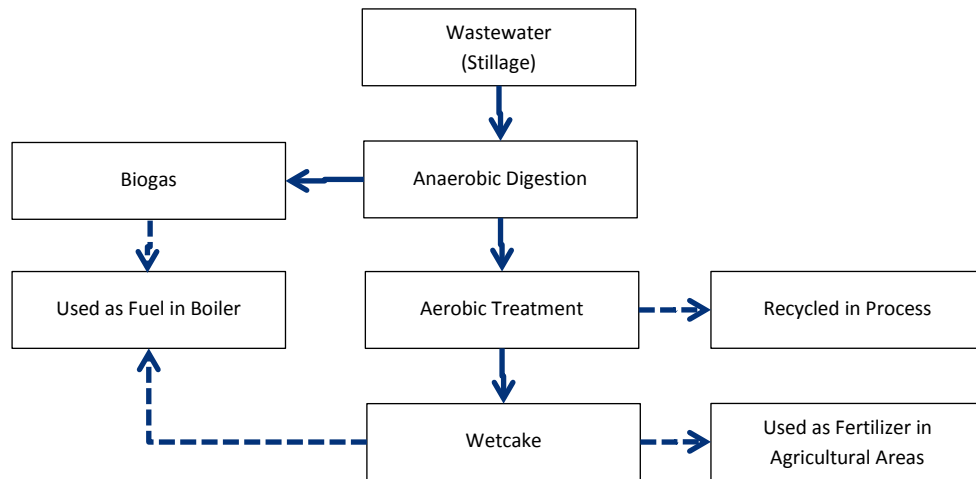 Wastewater
(Stillage)
Biogas
Anaerobic Digestion
Used as Fuel in Boiler
Aerobic Treatment
Recycled in Process
Wetcake
Used as Fertilizer in
Agricultural Areas